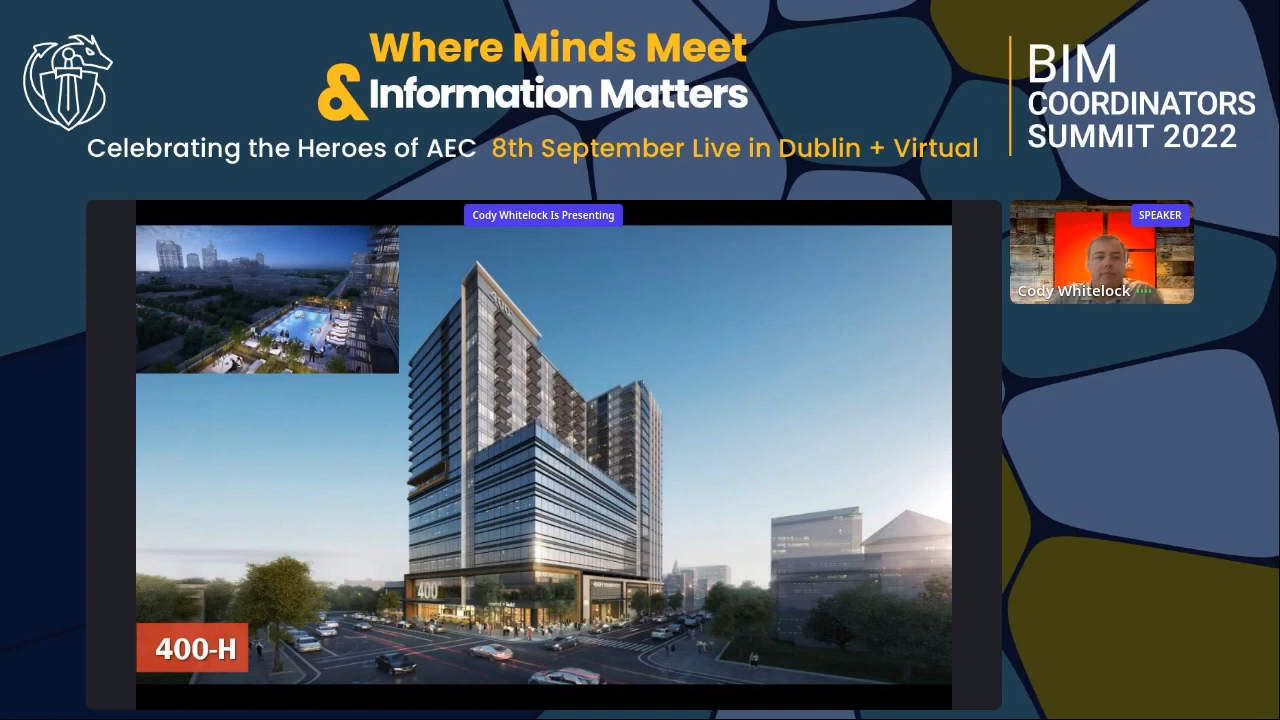 Where Minds Meet
& Information Matters
Celebrating the Heroes of AEC 8th September Live in Dublin + Virtual
BIM
COORDINATORS
SUMMIT 2022
Cody Whitelock Is Presenting
SPEAKER
Cody Whitelock
400
400-H